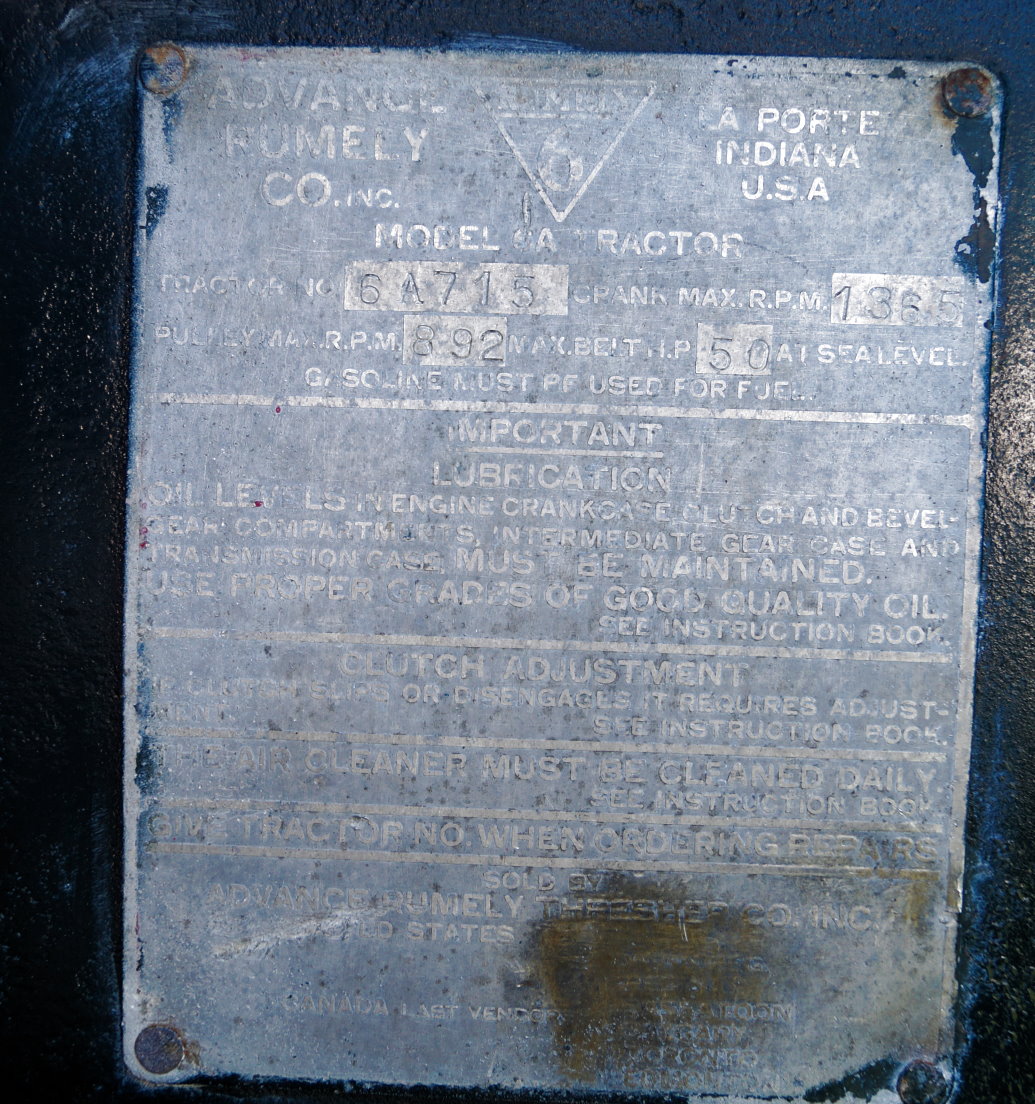 ADVANCE
RUMELY
CO. INC.
RUMELY
6
LA PORTE
INDIANA
U.S.A
MODEL 6A TRACTOR
TRACTOR NO. 6A715 CRANK MAX. R.P.M. 1365
PULLEY MAX. R.P.M. 892 MAX. BELT H.P. 50 AT SEA LEVEL.
GASOLINE MUST BE USED FOR FUEL.
IMPORTANT
LUBRICATION
OIL LEVELS IN ENGINE CRANKCASE, CLUTCH AND BEVEL-
GEAR COMPARTMENTS, INTERMEDIATE GEAR CASE AND
TRANSMISSION CASE, MUST BE MAINTAINED.
USE PROPER GRADES OF GOOD QUALITY OIL.
SEE INSTRUCTION BOOK.
CLUTCH ADJUSTMENT
IF CLUTCH SLIPS OR DISENGAGES IT REQUIRES ADJUST-
MENT.
SEE INSTRUCTION BOOK.
THE AIR CLEANER MUST BE CLEANED DAILY
SEE INSTRUCTION BOOK.
GIVE TRACTOR NO. WHEN ORDERING REPAIRS
SOLD BY
ADVANCE-RUMELY THRESHER CO. INC.
STATES
CANADA LAST VENDOR